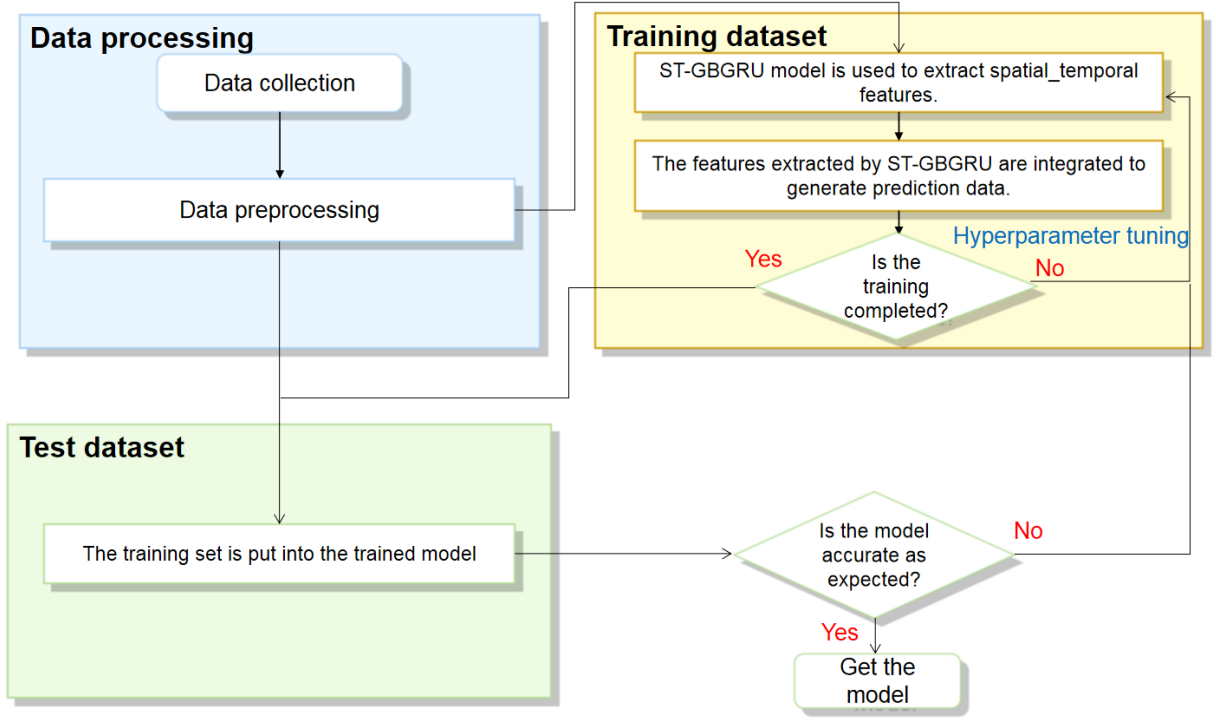 Data processing
Data collection
Data preprocessing
Training dataset
ST-GBGRU model is used to extract spatial_temporal
features.
The features extracted by ST-GBGRU are integrated to
generate prediction data.
Hyperparameter tuning
Yes
Is the
training
completed?
No
Test dataset
The training set is put into the trained model
Is the model
accurate as
expected?
No
Yes
Get the
model